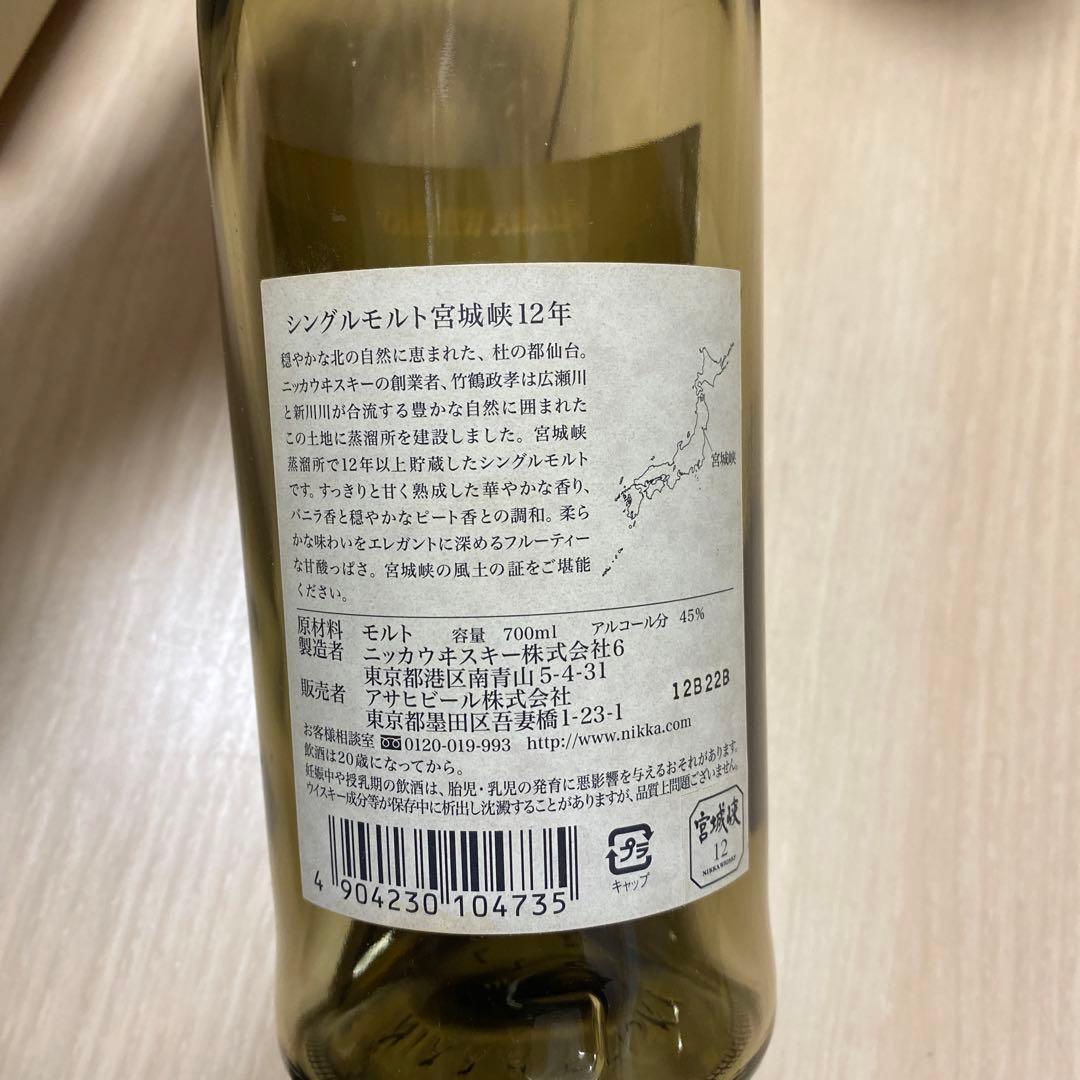 シングルモルト宮城峡12年
穏やかな北の自然に恵まれた、杜の都仙台。
ニッカウヰスキーの創業者、竹鶴政孝は広瀬川
と新川川が合流する豊かな自然に囲まれた
この土地に蒸溜所を建設しました。宮城峡
蒸溜所で12年以上貯蔵したシングルモルト
です。すっきりと甘く熟成した華やかな香り、
バニラ香と穏やかなピート香との調和。柔ら
かな味わいをエレガントに深めるフルーティー
な甘酸っぱさ。宮城峡の風土の証をご堪能
ください。
宮城峡
原材料 モルト 容量 700ml アルコール分 45%
製造者 ニッカウヰスキー株式会社6
東京都港区南青山5-4-31
販売者 アサヒビール株式会社
東京都墨田区吾妻橋1-23-1
12B22B
お客様相談室 0120-019-993 http://www.nikka.com
飲酒は20歳になってから。
妊娠中や授乳期の飲酒は、胎児・乳児の発育に悪影響を与えるおそれがあります。
ウイスキー成分等が保存中に析出し沈澱することがありますが、品質上問題ございません。
4 904230 104735
プラ
キャップ
宮城峡
12
NIKKA WHISKY